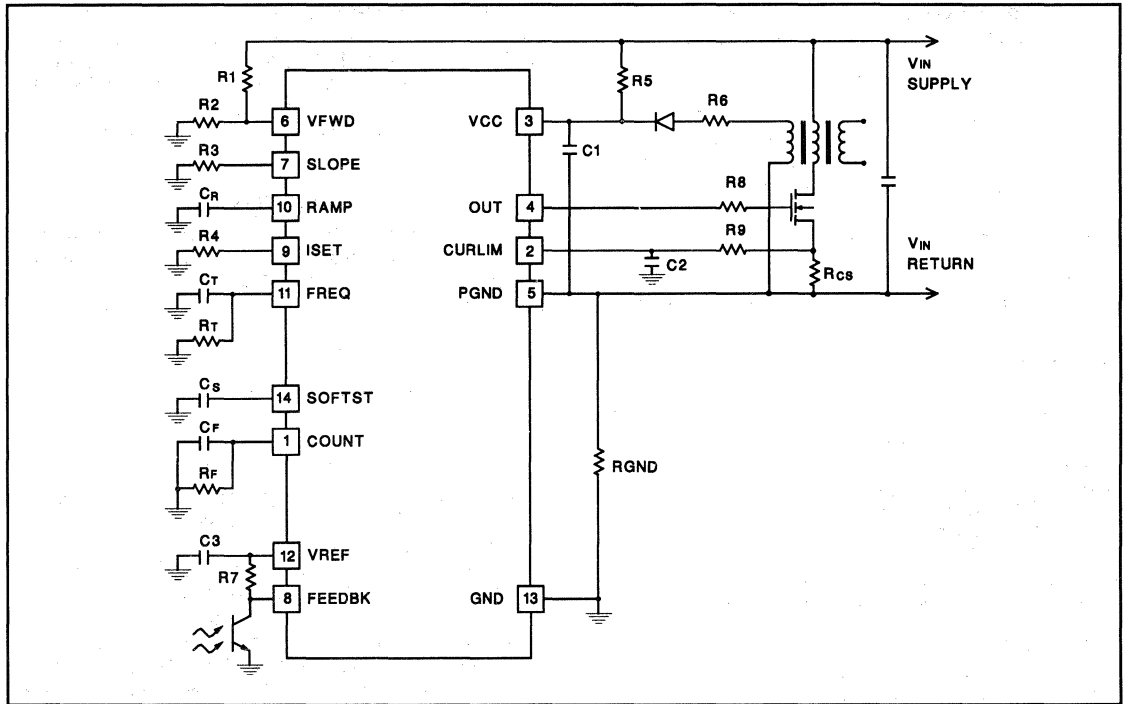 R1
R2
6 VFWD
R3
7 SLOPE
CR
10 RAMP
R4
9 ISET
CT
11 FREQ
RT
CS
14 SOFTST
CF
1 COUNT
RF
C3
12 VREF
R7
8 FEEDBK
VCC 3
OUT 4
CURLIM 2
PGND 5
GND 13
R5
R6
C1
R8
R9
C2
RCS
RGND
VIN
SUPPLY
VIN
RETURN